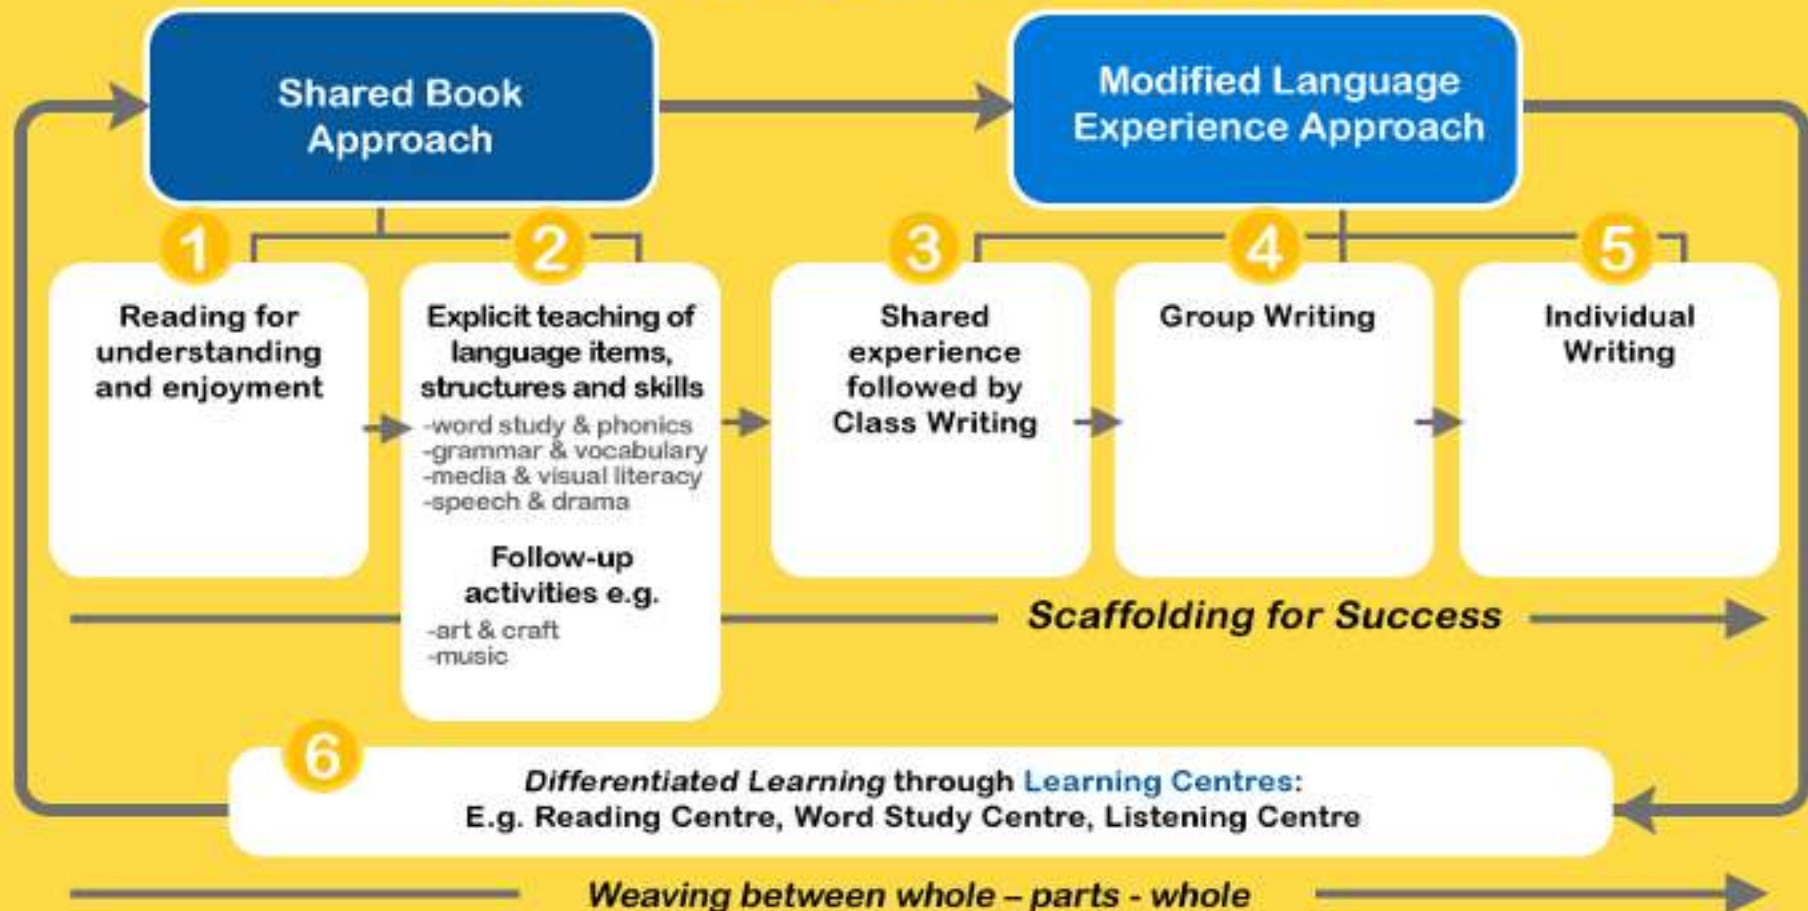 Shared Book
Approach
Modified Language
Experience Approach
1
Reading for
understanding
and enjoyment
2
Explicit teaching of
language items,
structures and skills
-word study & phonics
-grammar & vocabulary
-media & visual literacy
-speech & drama
Follow-up
activities e.g.
-art & craft
-music
3
Shared
experience
followed by
Class Writing
4
Group Writing
5
Individual
Writing
Scaffolding for Success
6
Differentiated Learning through Learning Centres:
E.g. Reading Centre, Word Study Centre, Listening Centre
Weaving between whole – parts - whole